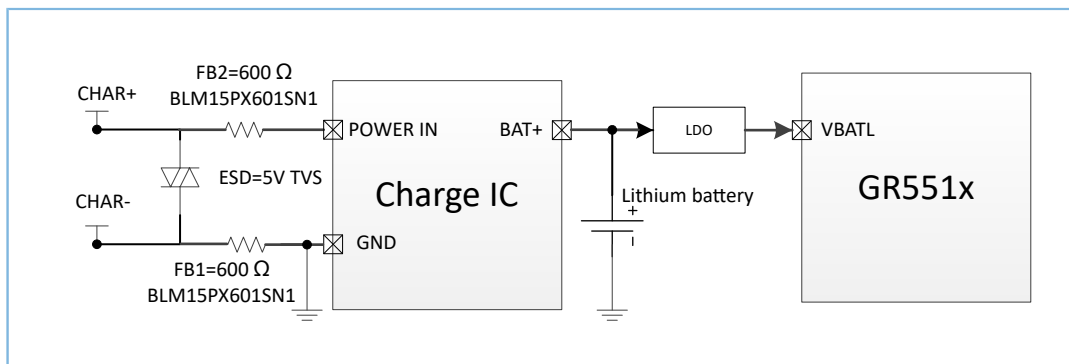 FB2=600 Ω
BLM15PX601SN1
CHAR+
POWER IN
BAT+
LDO
VBATL
ESD=5V TVS
Charge IC
GR551x
CHAR-
Lithium battery
+
GND
FB1=600 Ω
BLM15PX601SN1